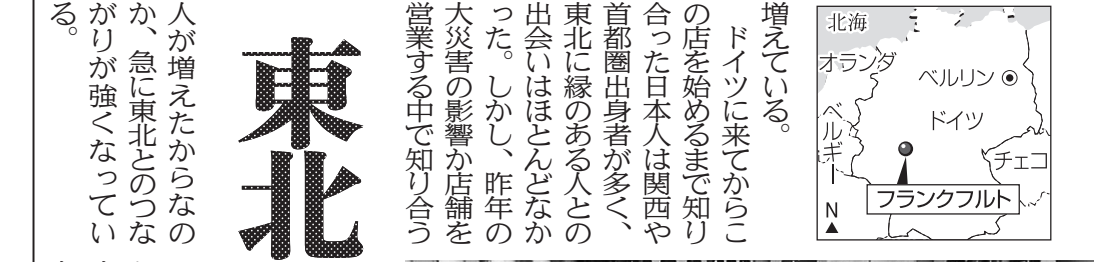 北海
オランダ
ベルリン
ベルギー
ドイツ
チェコ
フランクフルト
N
増えている。
ドイツに来てからこ
の店を始めるまで知り
合った日本人は関西や
首都圏出身者が多く、
東北に縁のある人との
出会いはほとんどなか
った。しかし、昨年の
大災害の影響か店舗を
営業する中で知り合う
東北
人が増えたからなの
か、急に東北とのつな
がりが強くなってい
る。